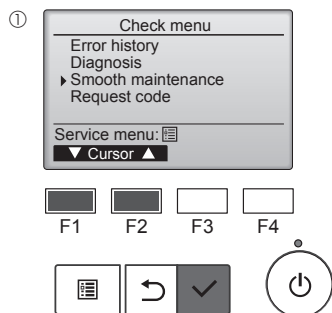 ①
Check menu
Error history
Diagnosis
Smooth maintenance
Request code
Service menu:
▼ Cursor ▲
F1 F2 F3 F4